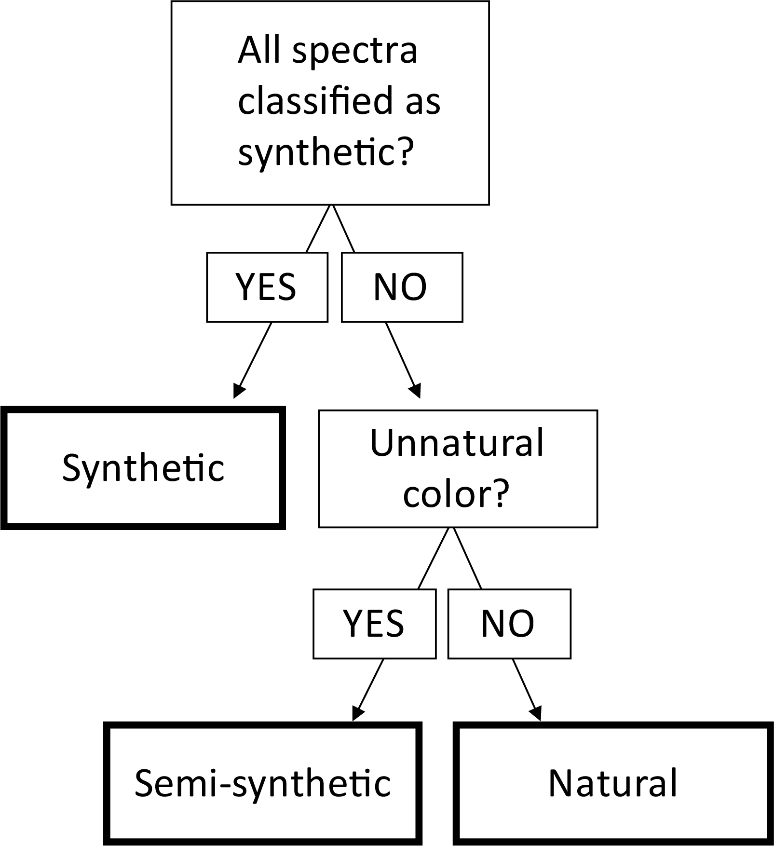 All spectra
classified as
synthetic?
YES
NO
Synthetic
Unnatural
color?
YES
NO
Semi-synthetic
Natural